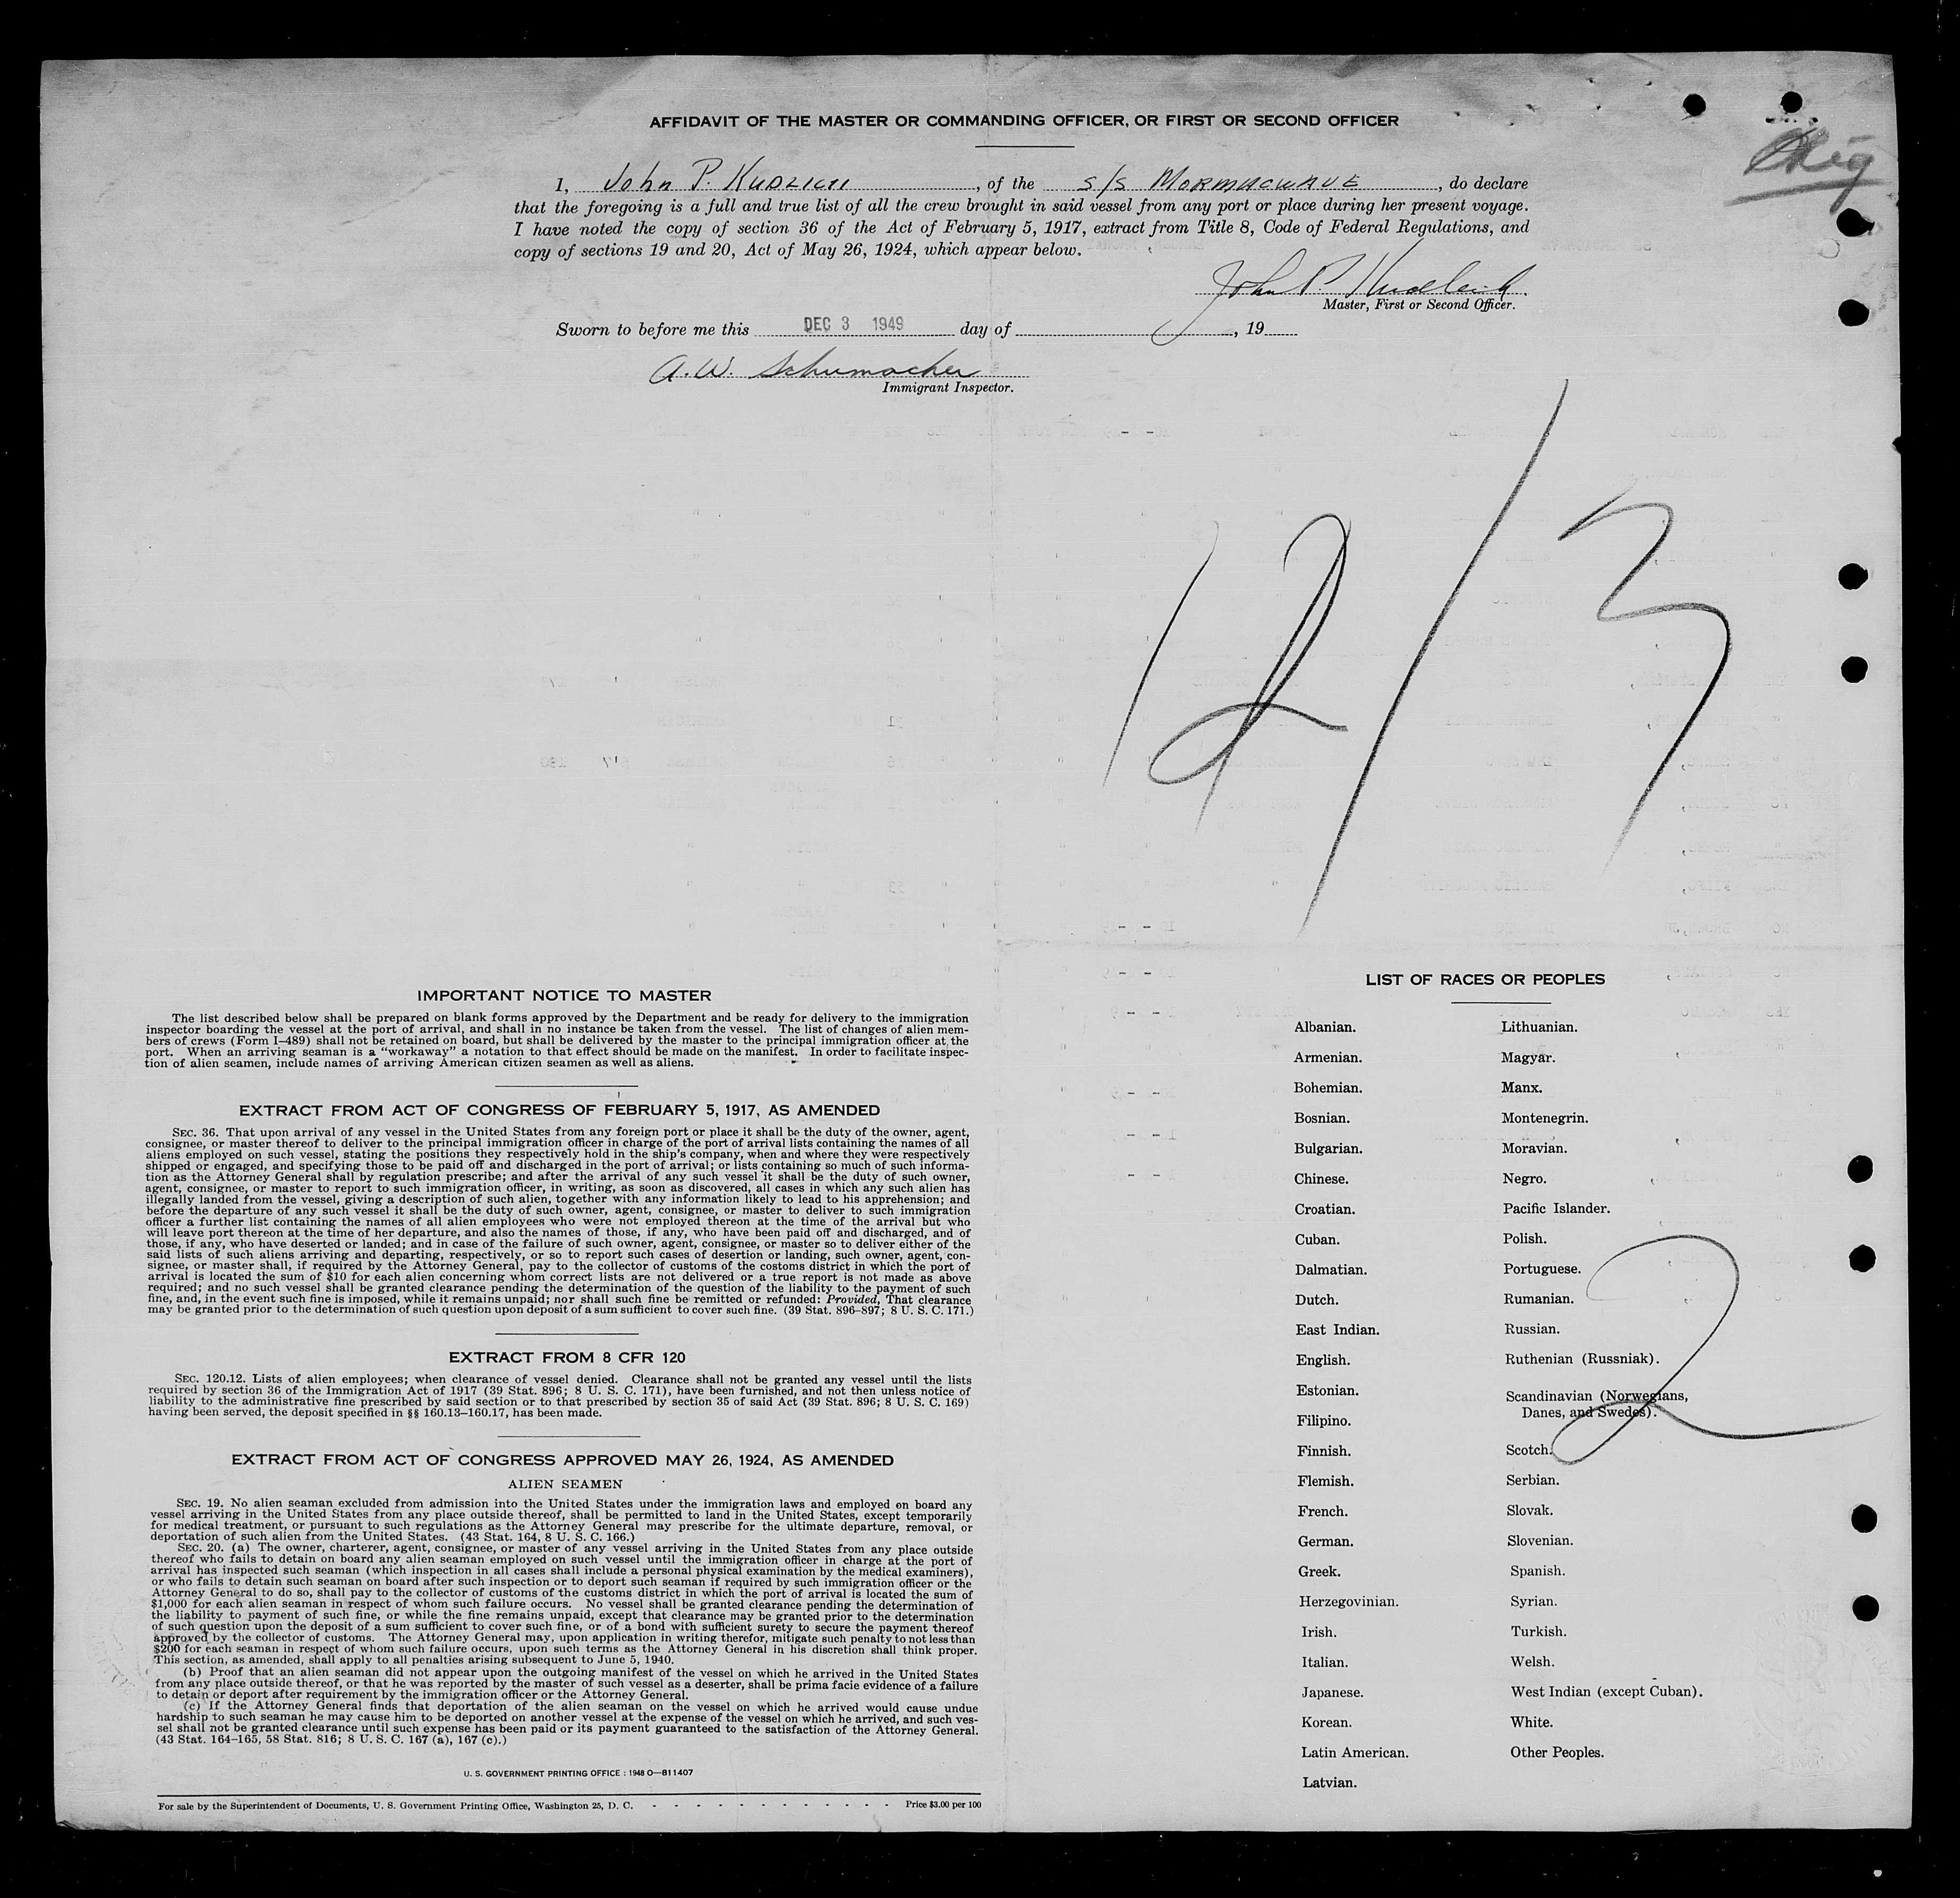 AFFIDAVIT OF THE MASTER OR COMMANDING OFFICER, OR FIRST OR SECOND OFFICER
Orig
I, John P. Kudlich, of the S/S MORMACWAVE, do declare
that the foregoing is a full and true list of all the crew brought in said vessel from any port or place during her present voyage.
I have noted the copy of section 36 of the Act of February 5, 1917, extract from Title 8, Code of Federal Regulations, and
copy of sections 19 and 20, Act of May 26, 1924, which appear below.
John P. Kudlich
Master, First or Second Officer.
Sworn to before me this DEC 3 1949 day of , 19
A.W. Schumacher
Immigrant Inspector.
12/3
IMPORTANT NOTICE TO MASTER
The list described below shall be prepared on blank forms approved by the Department and be ready for delivery to the immigration
inspector boarding the vessel at the port of arrival, and shall in no instance be taken from the vessel. The list of changes of alien mem-
bers of crews (Form I–489) shall not be retained on board, but shall be delivered by the master to the principal immigration officer at the
port. When an arriving seaman is a “workaway” a notation to that effect should be made on the manifest. In order to facilitate inspec-
tion of alien seamen, include names of arriving American citizen seamen as well as aliens.
EXTRACT FROM ACT OF CONGRESS OF FEBRUARY 5, 1917, AS AMENDED
SEC. 36. That upon arrival of any vessel in the United States from any foreign port or place it shall be the duty of the owner, agent,
consignee, or master thereof to deliver to the principal immigration officer in charge of the port of arrival lists containing the names of all
aliens employed on such vessel, stating the positions they respectively hold in the ship's company, when and where they were respectively
shipped or engaged, and specifying those to be paid off and discharged in the port of arrival; or lists containing so much of such informa-
tion as the Attorney General shall by regulation prescribe; and after the arrival of any such vessel it shall be the duty of such owner,
agent, consignee, or master to report to such immigration officer, in writing, as soon as discovered, all cases in which any such alien has
illegally landed from the vessel, giving a description of such alien, together with any information likely to lead to his apprehension; and
before the departure of any such vessel it shall be the duty of such owner, agent, consignee, or master to deliver to such immigration
officer a further list containing the names of all alien employees who were not employed thereon at the time of the arrival but who
will leave port thereon at the time of her departure, and also the names of those, if any, who have been paid off and discharged, and of
those, if any, who have deserted or landed; and in case of the failure of such owner, agent, consignee, or master so to deliver either of the
said lists of such aliens arriving and departing, respectively, or so to report such cases of desertion or landing, such owner, agent, con-
signee, or master shall, if required by the Attorney General, pay to the collector of customs of the costoms district in which the port of
arrival is located the sum of $10 for each alien concerning whom correct lists are not delivered or a true report is not made as above
required; and no such vessel shall be granted clearance pending the determination of the question of the liability to the payment of such
fine, and, in the event such fine is imposed, while it remains unpaid; nor shall such fine be remitted or refunded: Provided, That clearance
may be granted prior to the determination of such question upon deposit of a sum sufficient to cover such fine. (39 Stat. 896–897; 8 U. S. C. 171.)
EXTRACT FROM 8 CFR 120
SEC. 120.12. Lists of alien employees; when clearance of vessel denied. Clearance shall not be granted any vessel until the lists
required by section 36 of the Immigration Act of 1917 (39 Stat. 896; 8 U. S. C. 171), have been furnished, and not then unless notice of
liability to the administrative fine prescribed by said section or to that prescribed by section 35 of said Act (39 Stat. 896; 8 U. S. C. 169)
having been served, the deposit specified in §§ 160.13–160.17, has been made.
EXTRACT FROM ACT OF CONGRESS APPROVED MAY 26, 1924, AS AMENDED
ALIEN SEAMEN
SEC. 19. No alien seaman excluded from admission into the United States under the immigration laws and employed on board any
vessel arriving in the United States from any place outside thereof, shall be permitted to land in the United States, except temporarily
for medical treatment, or pursuant to such regulations as the Attorney General may prescribe for the ultimate departure, removal, or
deportation of such alien from the United States. (43 Stat. 164, 8 U. S. C. 166.)
SEC. 20. (a) The owner, charterer, agent, consignee, or master of any vessel arriving in the United States from any place outside
thereof who fails to detain on board any alien seaman employed on such vessel until the immigration officer in charge at the port of
arrival has inspected such seaman (which inspection in all cases shall include a personal physical examination by the medical examiners),
or who fails to detain such seaman on board after such inspection or to deport such seaman if required by such immigration officer or the
Attorney General to do so, shall pay to the collector of customs of the customs district in which the port of arrival is located the sum of
$1,000 for each alien seaman in respect of whom such failure occurs. No vessel shall be granted clearance pending the determination of
the liability to payment of such fine, or while the fine remains unpaid, except that clearance may be granted prior to the determination
of such question upon the deposit of a sum sufficient to cover such fine, or of a bond with sufficient surety to secure the payment thereof
approved by the collector of customs. The Attorney General may, upon application in writing therefor, mitigate such penalty to not less than
$200 for each seaman in respect of whom such failure occurs, upon such terms as the Attorney General in his discretion shall think proper.
This section, as amended, shall apply to all penalties arising subsequent to June 5, 1940.
(b) Proof that an alien seaman did not appear upon the outgoing manifest of the vessel on which he arrived in the United States
from any place outside thereof, or that he was reported by the master of such vessel as a deserter, shall be prima facie evidence of a failure
to detain or deport after requirement by the immigration officer or the Attorney General.
(c) If the Attorney General finds that deportation of the alien seaman on the vessel on which he arrived would cause undue
hardship to such seaman he may cause him to be deported on another vessel at the expense of the vessel on which he arrived, and such ves-
sel shall not be granted clearance until such expense has been paid or its payment guaranteed to the satisfaction of the Attorney General.
(43 Stat. 164–165, 58 Stat. 816; 8 U. S. C. 167 (a), 167 (c).)
U. S. GOVERNMENT PRINTING OFFICE : 1948 O—811407
For sale by the Superintendent of Documents, U. S. Government Printing Office, Washington 25, D. C. - - - - - - - - - - - - Price $3.00 per 100
LIST OF RACES OR PEOPLES
Albanian.
Armenian.
Bohemian.
Bosnian.
Bulgarian.
Chinese.
Croatian.
Cuban.
Dalmatian.
Dutch.
East Indian.
English.
Estonian.
Filipino.
Finnish.
Flemish.
French.
German.
Greek.
Herzegovinian.
Irish.
Italian.
Japanese.
Korean.
Latin American.
Latvian.
Lithuanian.
Magyar.
Manx.
Montenegrin.
Moravian.
Negro.
Pacific Islander.
Polish.
Portuguese.
Rumanian.
Russian.
Ruthenian (Russniak).
Scandinavian (Norwegians,
Danes, and Swedes).
Scotch.
Serbian.
Slovak.
Slovenian.
Spanish.
Syrian.
Turkish.
Welsh.
West Indian (except Cuban).
White.
Other Peoples.
2